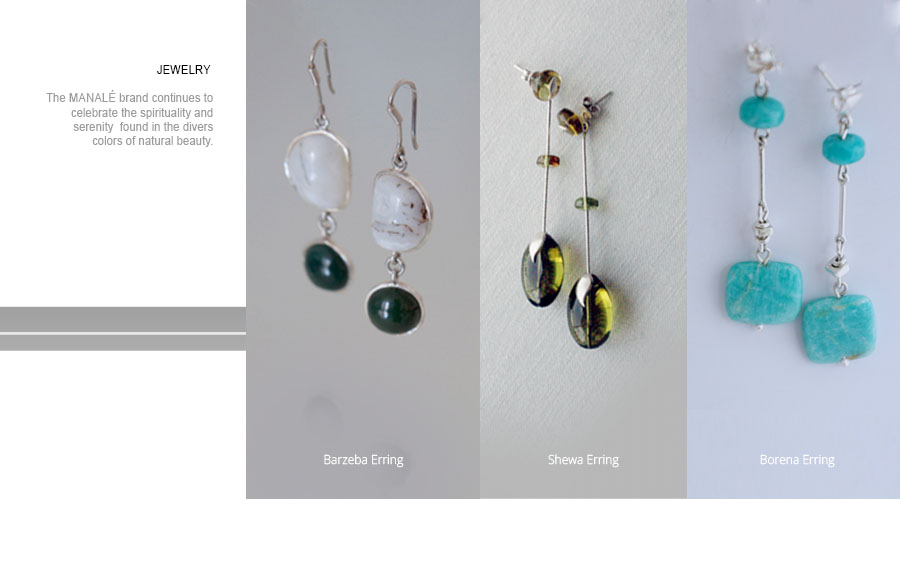 JEWELRY
The MANALÉ brand continues to
celebrate the spirituality and
serenity  found in the divers
colors of natural beauty.
Barzeba Erring
Shewa Erring
Borena Erring